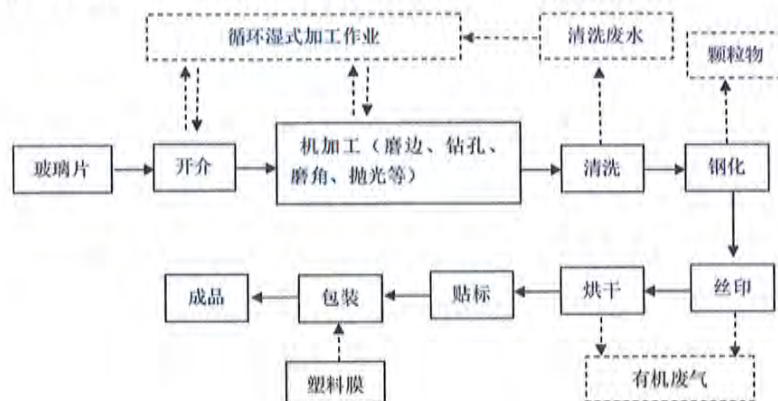 循环湿式加工作业
清洗废水
颗粒物
玻璃片
开介
机加工（磨边、钻孔、
磨角、抛光等）
清洗
钢化
成品
包装
贴标
烘干
丝印
塑料膜
有机废气